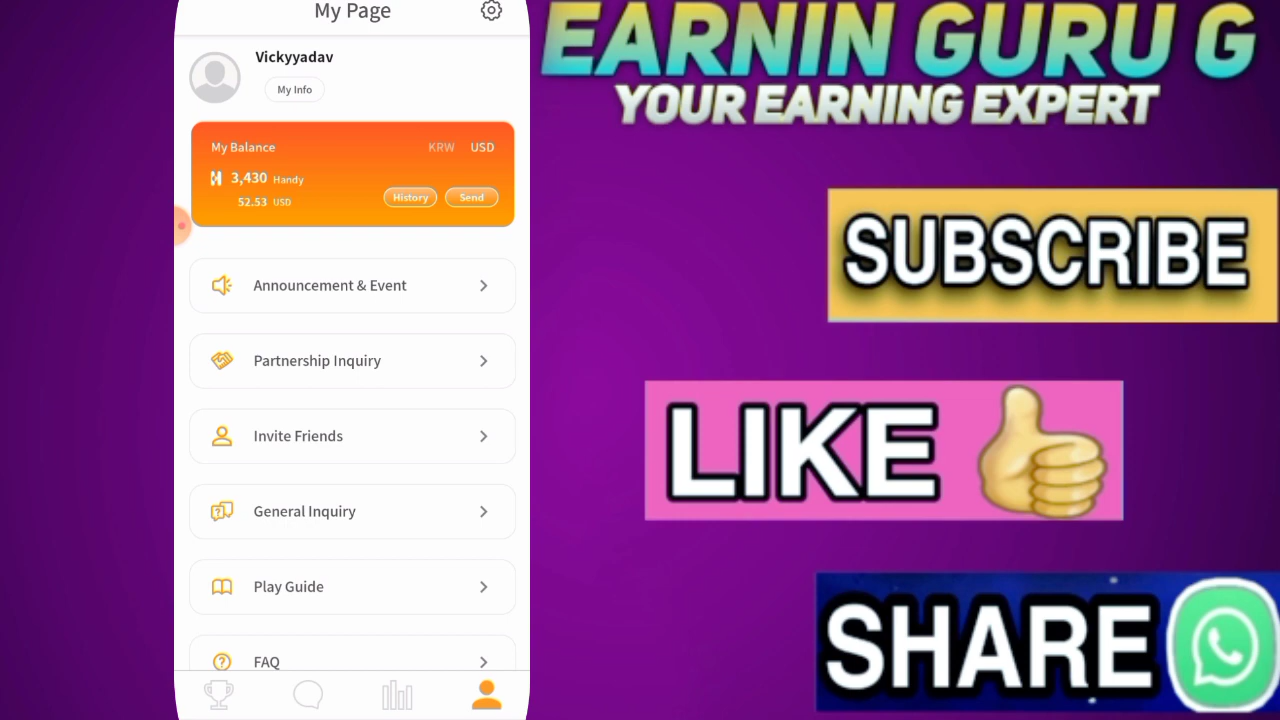 My Page
Vickyyadav
My Info
My Balance
KRW USD
3,430 Handy
52.53 USD
History
Send
Announcement & Event
Partnership Inquiry
Invite Friends
General Inquiry
Play Guide
FAQ
EARNIN GURU G
YOUR EARNING EXPERT
SUBSCRIBE
LIKE
SHARE